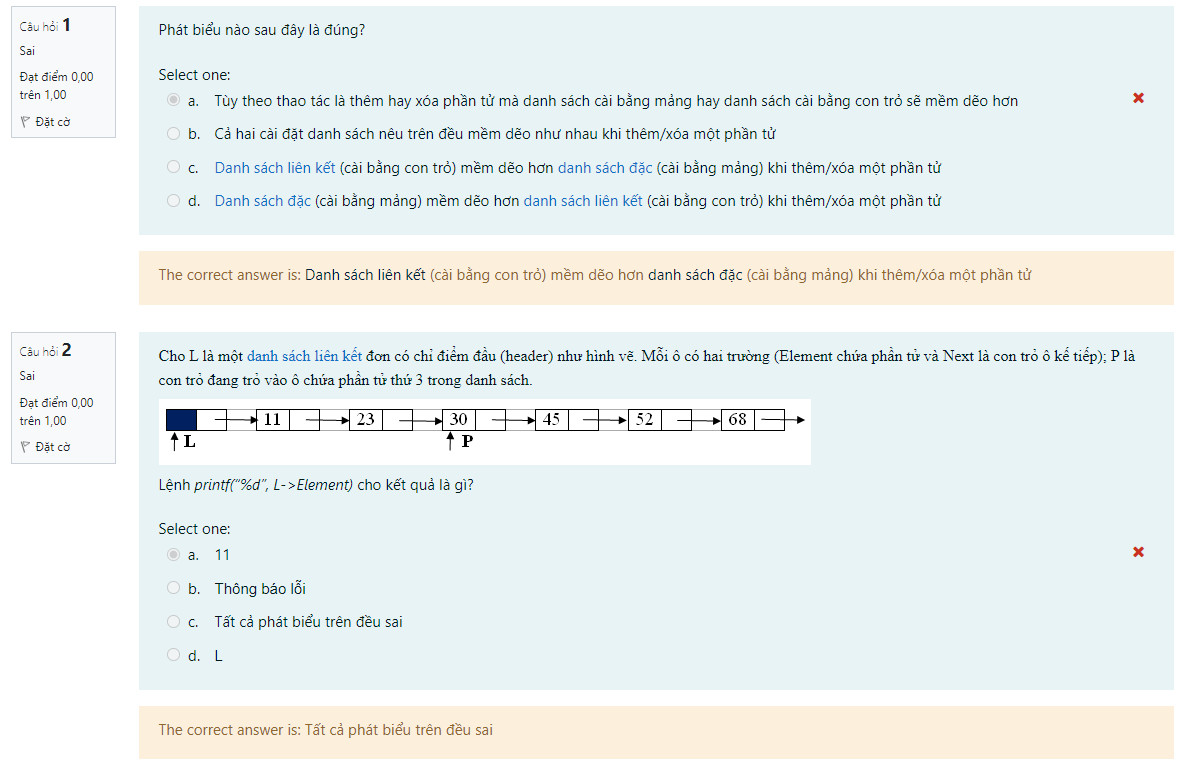 Câu hỏi 1
Sai
Đạt điểm 0,00
trên 1,00
Đặt cờ
Phát biểu nào sau đây là đúng?
Select one:
a. Tùy theo thao tác là thêm hay xóa phần tử mà danh sách cài bằng mảng hay danh sách cài bằng con trỏ sẽ mềm dẽo hơn
b. Cả hai cài đặt danh sách nêu trên đều mềm dẽo như nhau khi thêm/xóa một phần tử
c. Danh sách liên kết (cài bằng con trỏ) mềm dẽo hơn danh sách đặc (cài bằng mảng) khi thêm/xóa một phần tử
d. Danh sách đặc (cài bằng mảng) mềm dẽo hơn danh sách liên kết (cài bằng con trỏ) khi thêm/xóa một phần tử
The correct answer is: Danh sách liên kết (cài bằng con trỏ) mềm dẽo hơn danh sách đặc (cài bằng mảng) khi thêm/xóa một phần tử
Câu hỏi 2
Sai
Đạt điểm 0,00
trên 1,00
Đặt cờ
Cho L là một danh sách liên kết đơn có chỉ điểm đầu (header) như hình vẽ. Mỗi ô có hai trường (Element chứa phần tử và Next là con trỏ ô kế tiếp); P là
con trỏ đang trỏ vào ô chứa phần tử thứ 3 trong danh sách.
11 23 30 45 52 68
L P
Lệnh printf("%d", L->Element) cho kết quả là gì?
Select one:
a. 11
b. Thông báo lỗi
c. Tất cả phát biểu trên đều sai
d. L
The correct answer is: Tất cả phát biểu trên đều sai